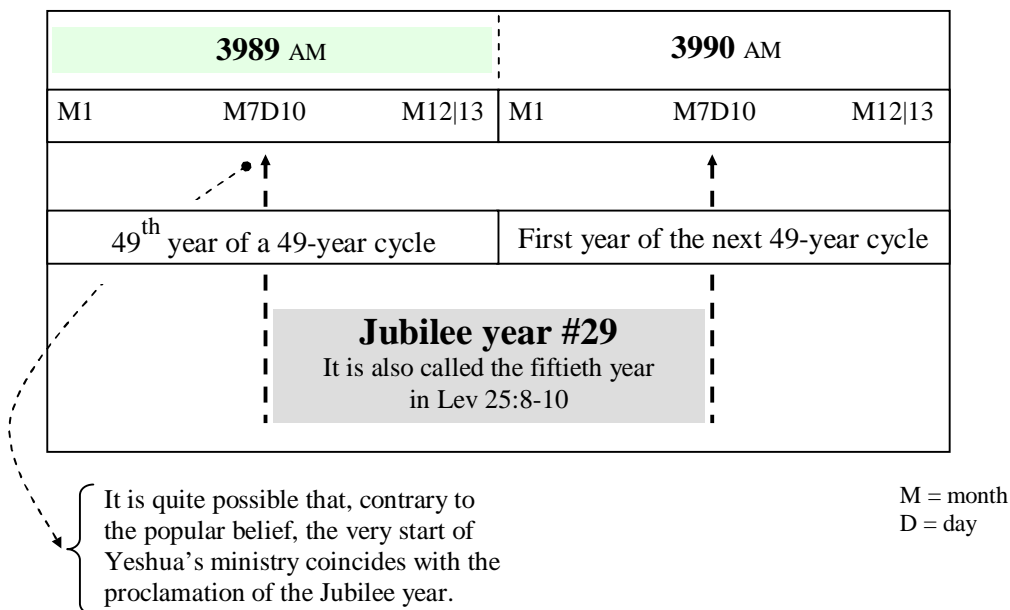 3989 AM 3990 AM
M1 M7D10 M12|13 M1 M7D10 M12|13
49th year of a 49-year cycle First year of the next 49-year cycle
Jubilee year #29
It is also called the fiftieth year
in Lev 25:8-10
It is quite possible that, contrary to
the popular belief, the very start of
Yeshua’s ministry coincides with the
proclamation of the Jubilee year.
M = month
D = day